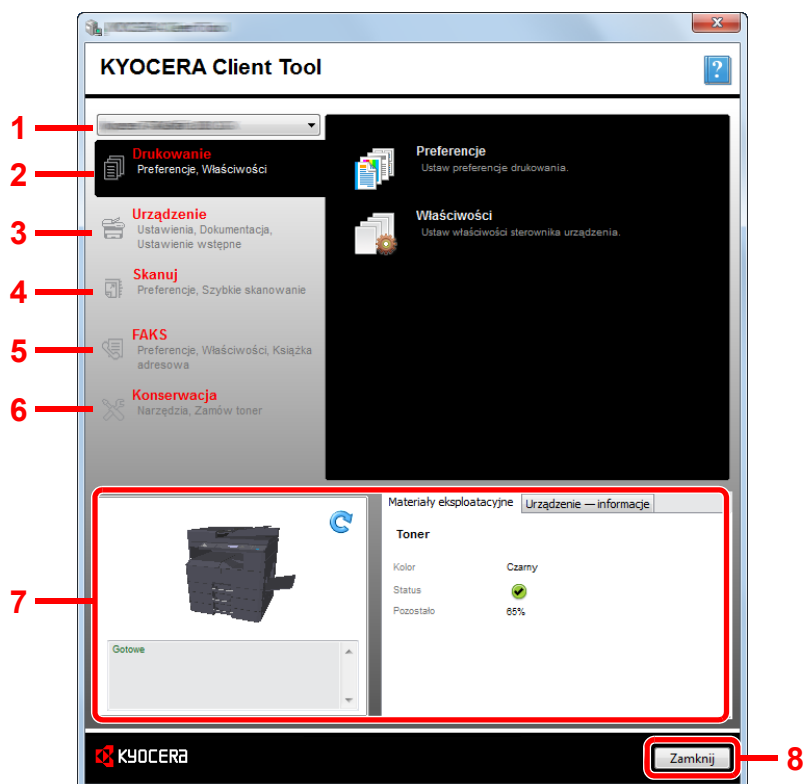 KYOCERA Client Tool
?
1
2
Drukowanie
Preferencje, Właściwości
3
Urządzenie
Ustawienia, Dokumentacja,
Ustawienie wstępne
4
Skanuj
Preferencje, Szybkie skanowanie
5
FAKS
Preferencje, Właściwości, Książka
adresowa
6
Konserwacja
Narzędzia, Zamów toner
Preferencje
Ustaw preferencje drukowania.
Właściwości
Ustaw właściwości sterownika urządzenia.
7
Gotowe
Materiały eksploatacyjne
Urządzenie — informacje
Toner
Kolor
Czarny
Status
Pozostało
65%
KYOCERA
Zamknij
8